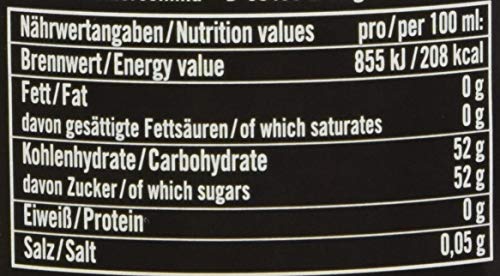 Nährwertangaben/Nutrition values pro/per 100 ml:
Brennwert/Energy value 855 kJ/208 kcal
Fett/Fat 0 g
davon gesättigte Fettsäuren/of which saturates 0 g
Kohlenhydrate/Carbohydrate 52 g
davon Zucker/of which sugars 52 g
Eiweiß/Protein 0 g
Salz/Salt 0,05 g